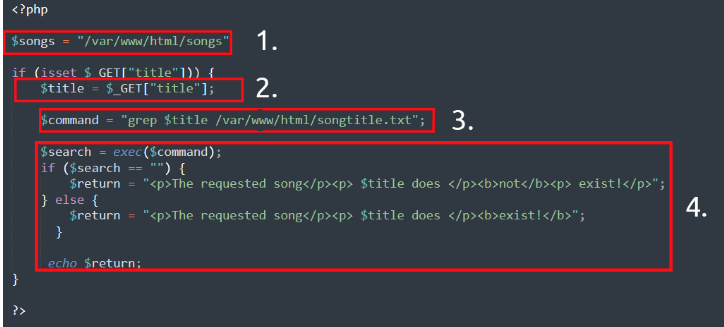 <?php
$songs = "/var/www/html/songs" 1.
if (isset $_GET["title"])) {
$title = $_GET["title"]; 2.
$command = "grep $title /var/www/html/songtitle.txt"; 3.
$search = exec($command);
if ($search == "") {
$return = "<p>The requested song</p><p> $title does </p><b>not</b><p> exist!</p>";
} else {
$return = "<p>The requested song</p><p> $title does </p><b>exist!</b>";
}
4.
echo $return;
}
?>